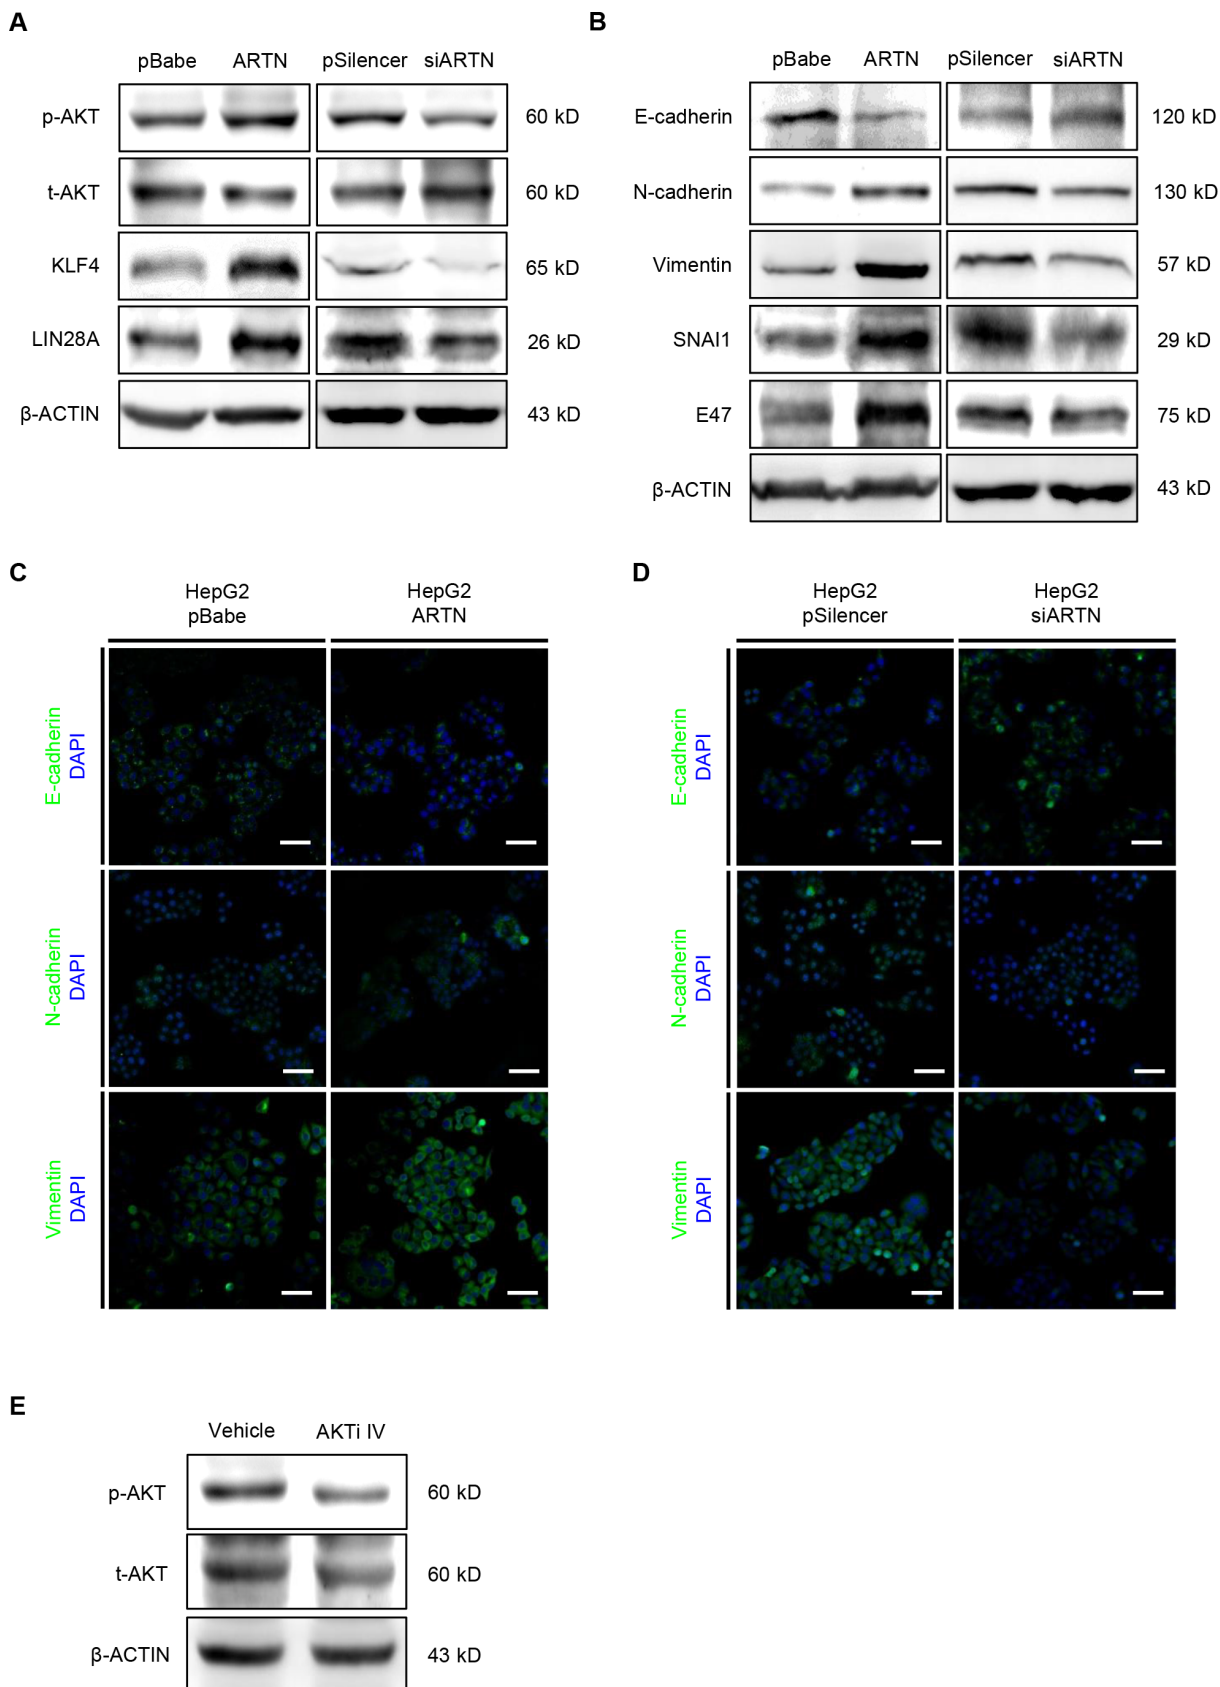 A
pBabe ARTN pSilencer siARTN
p-AKT 60 kD
t-AKT 60 kD
KLF4 65 kD
LIN28A 26 kD
β-ACTIN 43 kD
B
pBabe ARTN pSilencer siARTN
E-cadherin 120 kD
N-cadherin 130 kD
Vimentin 57 kD
SNAI1 29 kD
E47 75 kD
β-ACTIN 43 kD
C
HepG2 HepG2
pBabe ARTN
E-cadherin
DAPI
N-cadherin
DAPI
Vimentin
DAPI
D
HepG2 HepG2
pSilencer siARTN
E-cadherin
DAPI
N-cadherin
DAPI
Vimentin
DAPI
E
Vehicle AKTi IV
p-AKT 60 kD
t-AKT 60 kD
β-ACTIN 43 kD